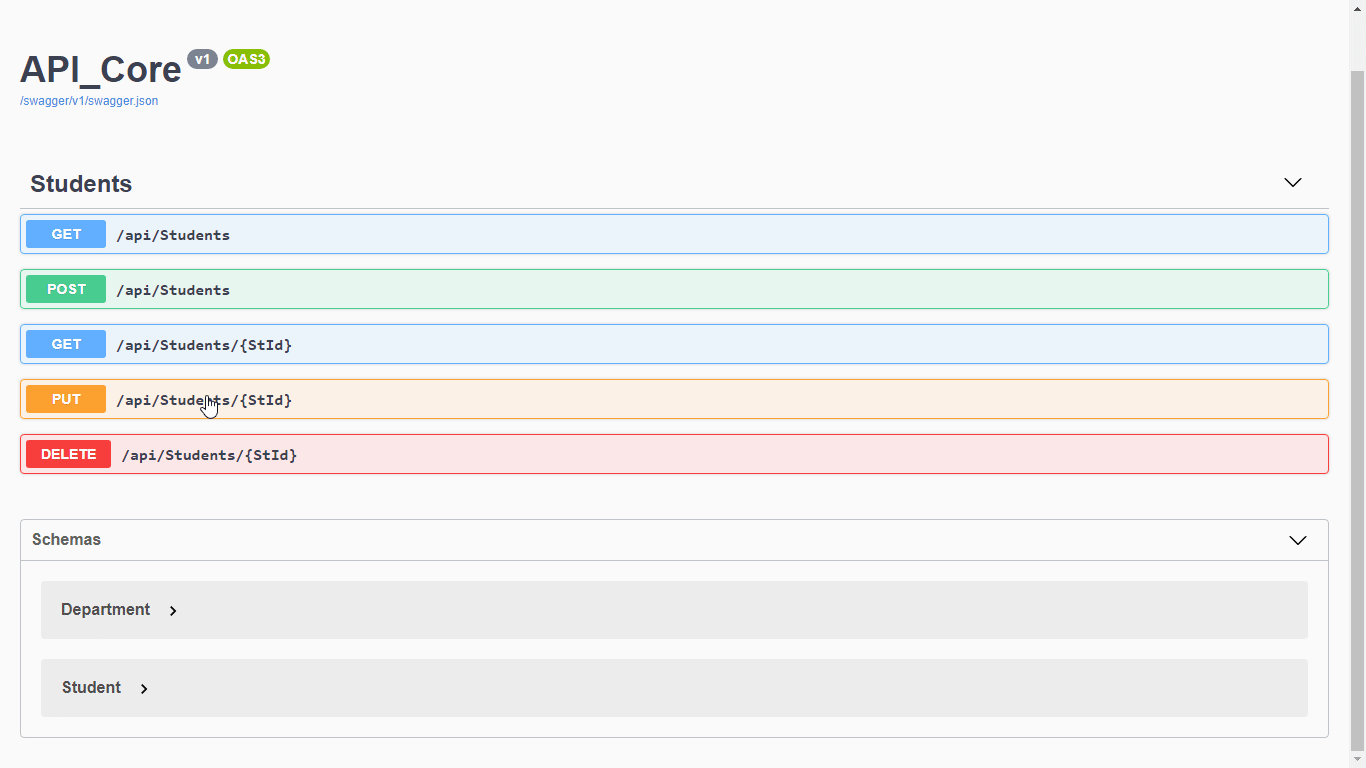 API_Core v1 OAS3
/swagger/v1/swagger.json
Students
GET /api/Students
POST /api/Students
GET /api/Students/{StId}
PUT /api/Students/{StId}
DELETE /api/Students/{StId}
Schemas
Department
Student